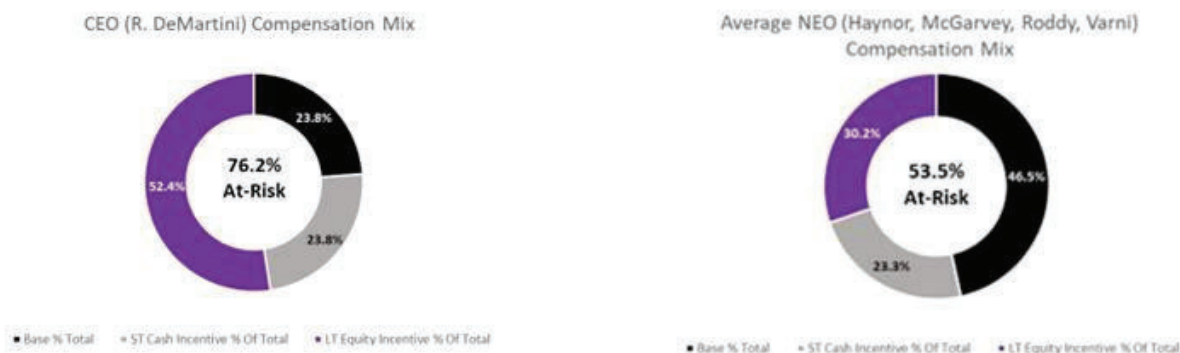 CEO (R. DeMartini) Compensation Mix
23.8%
76.2%
At-Risk
52.4%
23.8%
■ Base % Total ■ ST Cash Incentive % Of Total ■ LT Equity Incentive % Of Total
Average NEO (Haynor, McGarvey, Roddy, Varni)
Compensation Mix
30.2%
53.5%
At-Risk
46.5%
23.3%
■ Base % Total ■ ST Cash Incentive % Of Total ■ LT Equity Incentive % Of Total